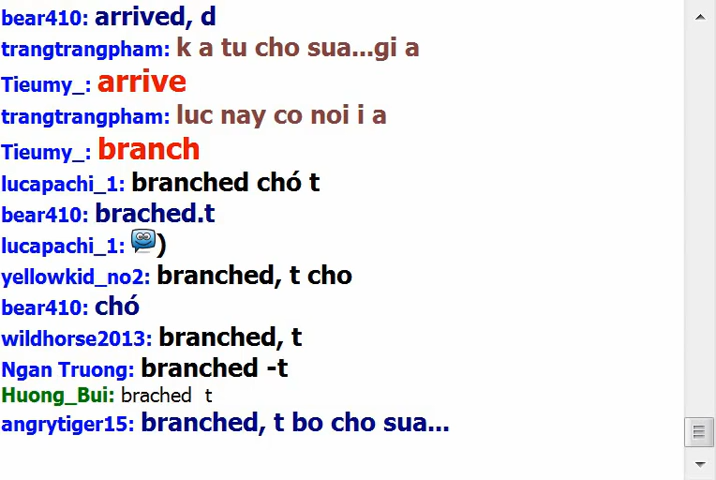 bear410: arrived, d
trangtrangpham: k a tu cho sua...gi a
Tieumy_: arrive
trangtrangpham: luc nay co noi i a
Tieumy_: branch
lucapachi_1: branched chó t
bear410: brached.t
lucapachi_1: )
yellowkid_no2: branched, t cho
bear410: chó
wildhorse2013: branched, t
Ngan Truong: branched -t
Huong_Bui: brached t
angrytiger15: branched, t bo cho sua...